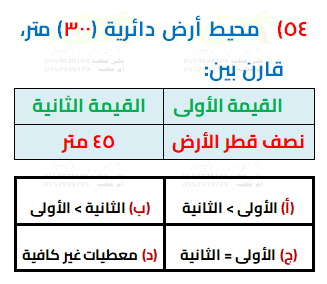 ٥٤) محيط أرض دائرية (٣٠٠) متر،
قارن بين:
القيمة الأولى القيمة الثانية
نصف قطر الأرض ٤٥ متر
(أ) الأولى > الثانية (ب) الثانية > الأولى
(ج) الأولى = الثانية (د) معطيات غير كافية